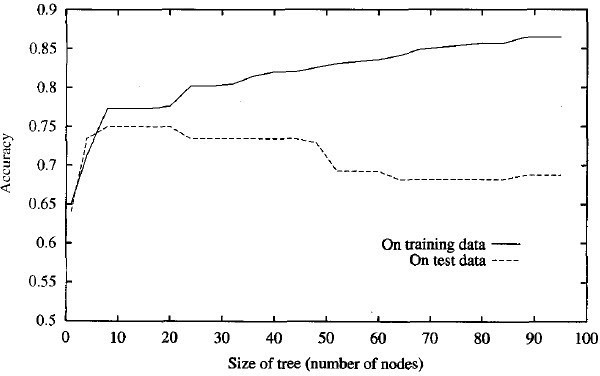 0.9
0.85
0.8
0.75
0.7
0.65
0.6
0.55
0.5
Accuracy
On training data
On test data
0 10 20 30 40 50 60 70 80 90 100
Size of tree (number of nodes)